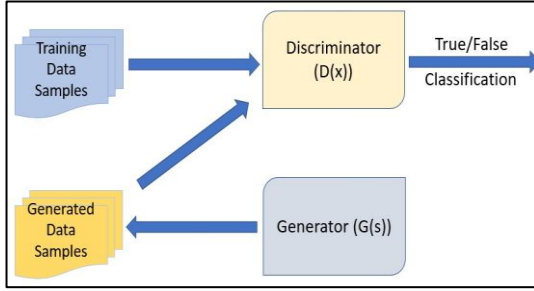 Training
Data
Samples
Discriminator
(D(x))
True/False
Classification
Generated
Data
Samples
Generator (G(s))